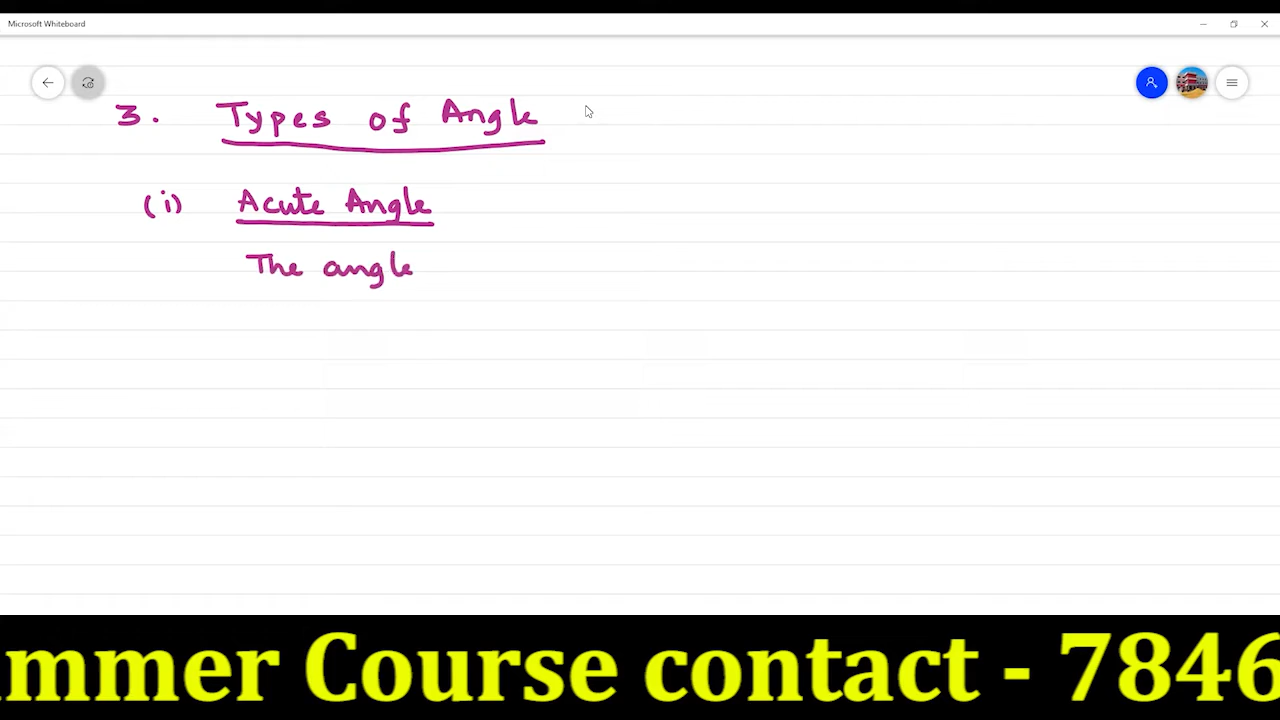 Microsoft Whiteboard
3. Types of Angle
(i) Acute Angle
The angle
mmer Course contact - 7846